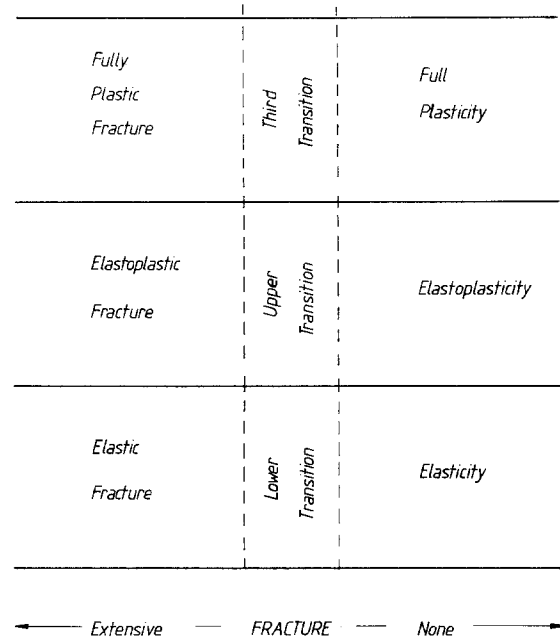 Fully
Plastic
Fracture
Third
Transition
Full
Plasticity
Elastoplastic
Fracture
Upper
Transition
Elastoplasticity
Elastic
Fracture
Lower
Transition
Elasticity
Extensive — FRACTURE — None